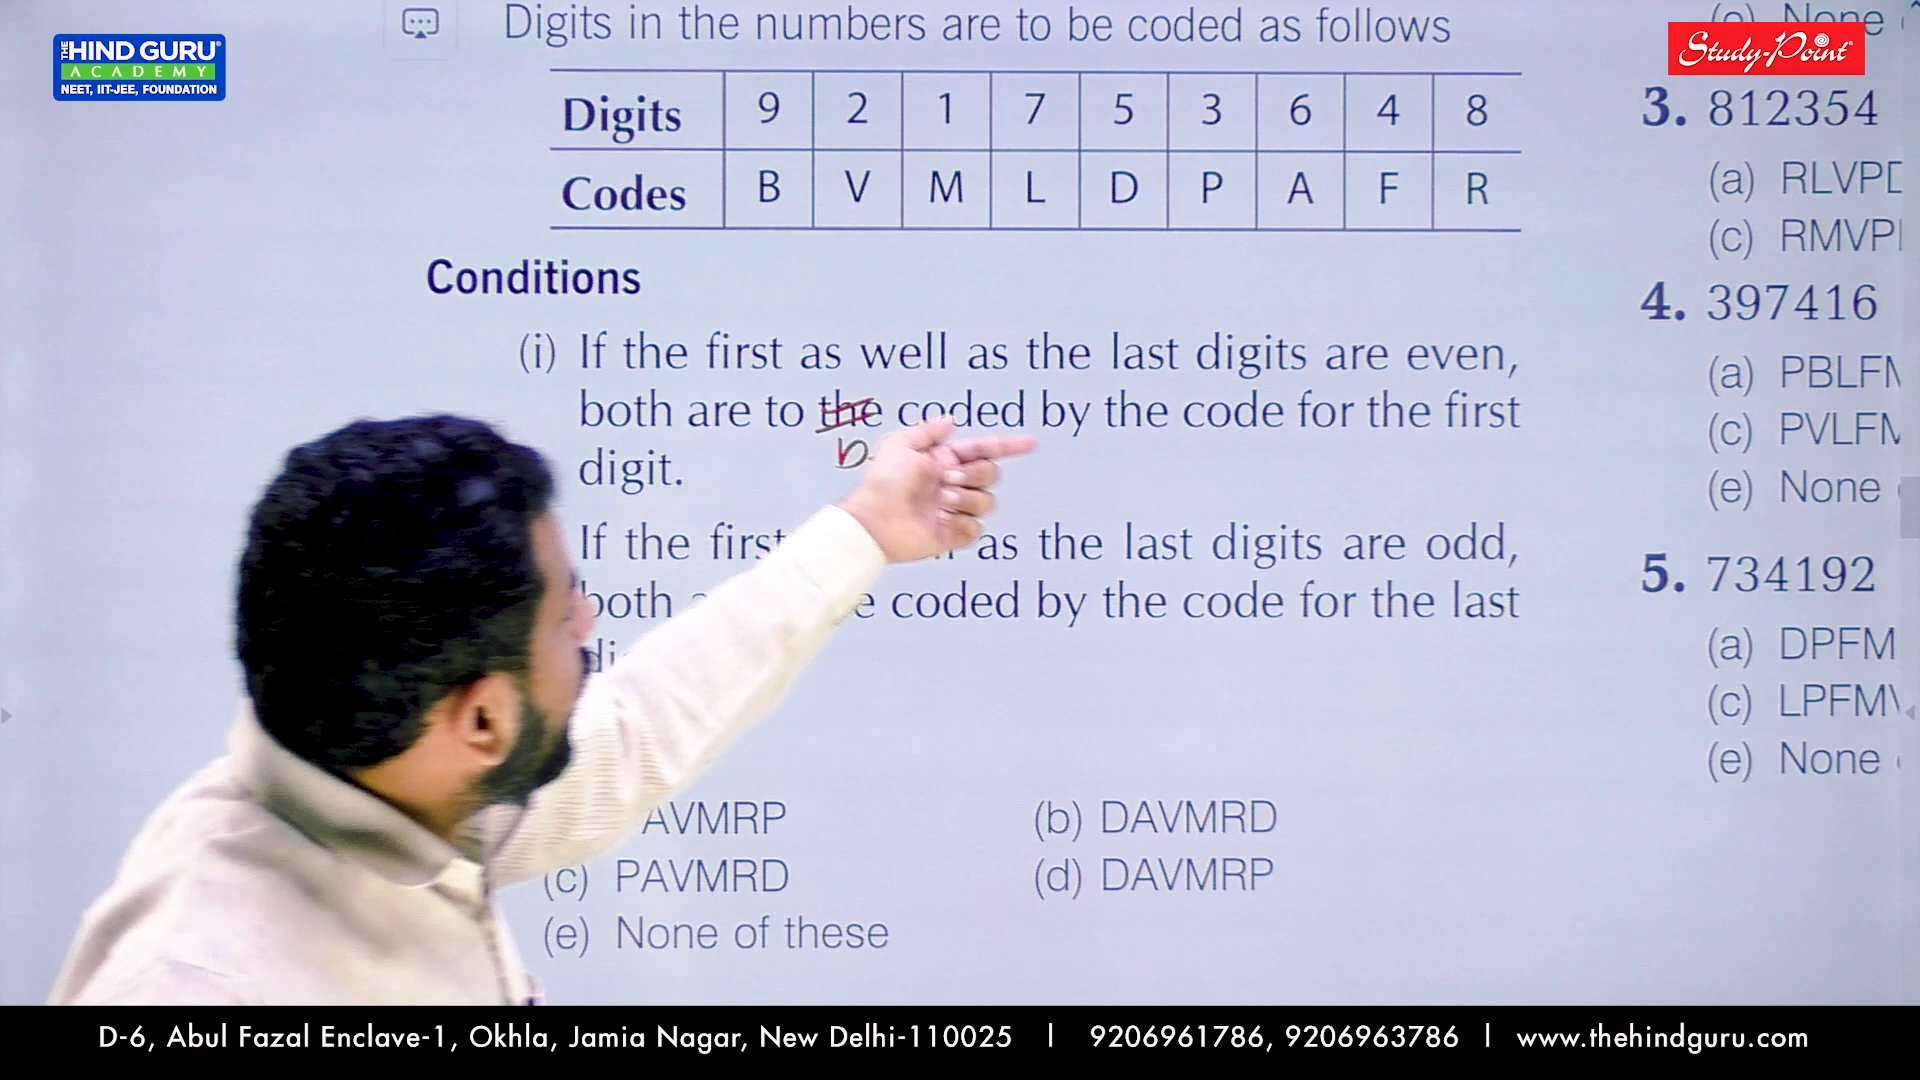 THE HIND GURU
ACADEMY
NEET, IIT-JEE, FOUNDATION
Study-Point
Digits in the numbers are to be coded as follows
Digits 9 2 1 7 5 3 6 4 8
Codes B V M L D P A F R
Conditions
(i) If the first as well as the last digits are even,
both are to the coded by the code for the first
b
digit.
If the first as the last digits are odd,
both coded by the code for the last
AVMRP (b) DAVMRD
(c) PAVMRD (d) DAVMRP
(e) None of these
(e) None
3. 812354
(a) RLVPD
(c) RMVP
4. 397416
(a) PBLFM
(c) PVLFM
(e) None
5. 734192
(a) DPFM
(c) LPFMV
(e) None
D-6, Abul Fazal Enclave-1, Okhla, Jamia Nagar, New Delhi-110025 | 9206961786, 9206963786 | www.thehindguru.com